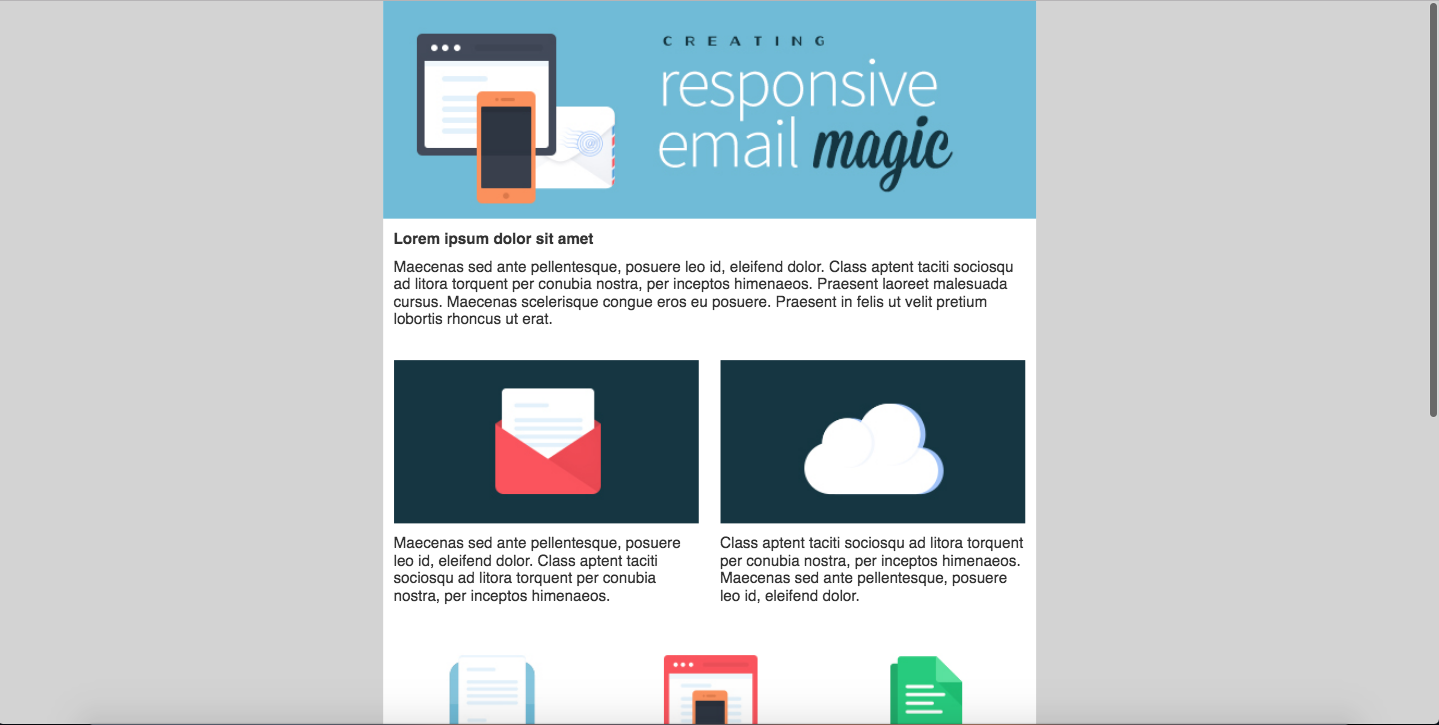 CREATING
responsive
email magic
Lorem ipsum dolor sit amet
Maecenas sed ante pellentesque, posuere leo id, eleifend dolor. Class aptent taciti sociosqu
ad litora torquent per conubia nostra, per inceptos himenaeos. Praesent laoreet malesuada
cursus. Maecenas scelerisque congue eros eu posuere. Praesent in felis ut velit pretium
lobortis rhoncus ut erat.
Maecenas sed ante pellentesque, posuere
leo id, eleifend dolor. Class aptent taciti
sociosqu ad litora torquent per conubia
nostra, per inceptos himenaeos.
Class aptent taciti sociosqu ad litora torquent
per conubia nostra, per inceptos himenaeos.
Maecenas sed ante pellentesque, posuere
leo id, eleifend dolor.